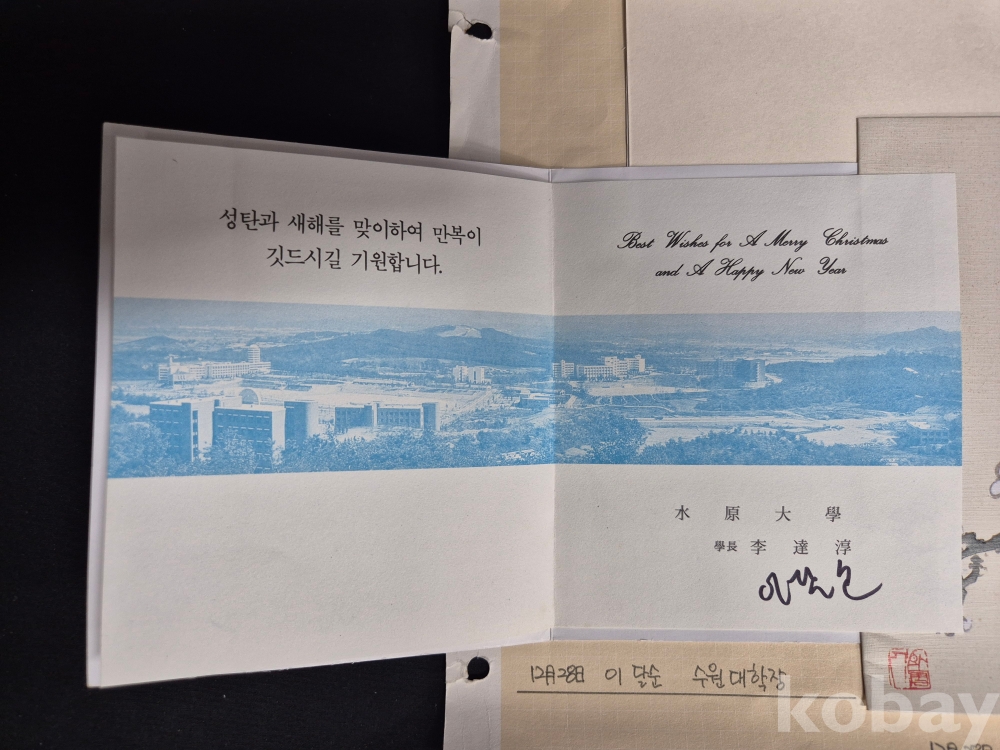 성탄과 새해를 맞이하여 만복이
깃드시길 기원합니다.
Best Wishes for A Merry Christmas
and A Happy New Year
水原大學
學長 李達淳
12月28日 이달순 수원대학장
kobay